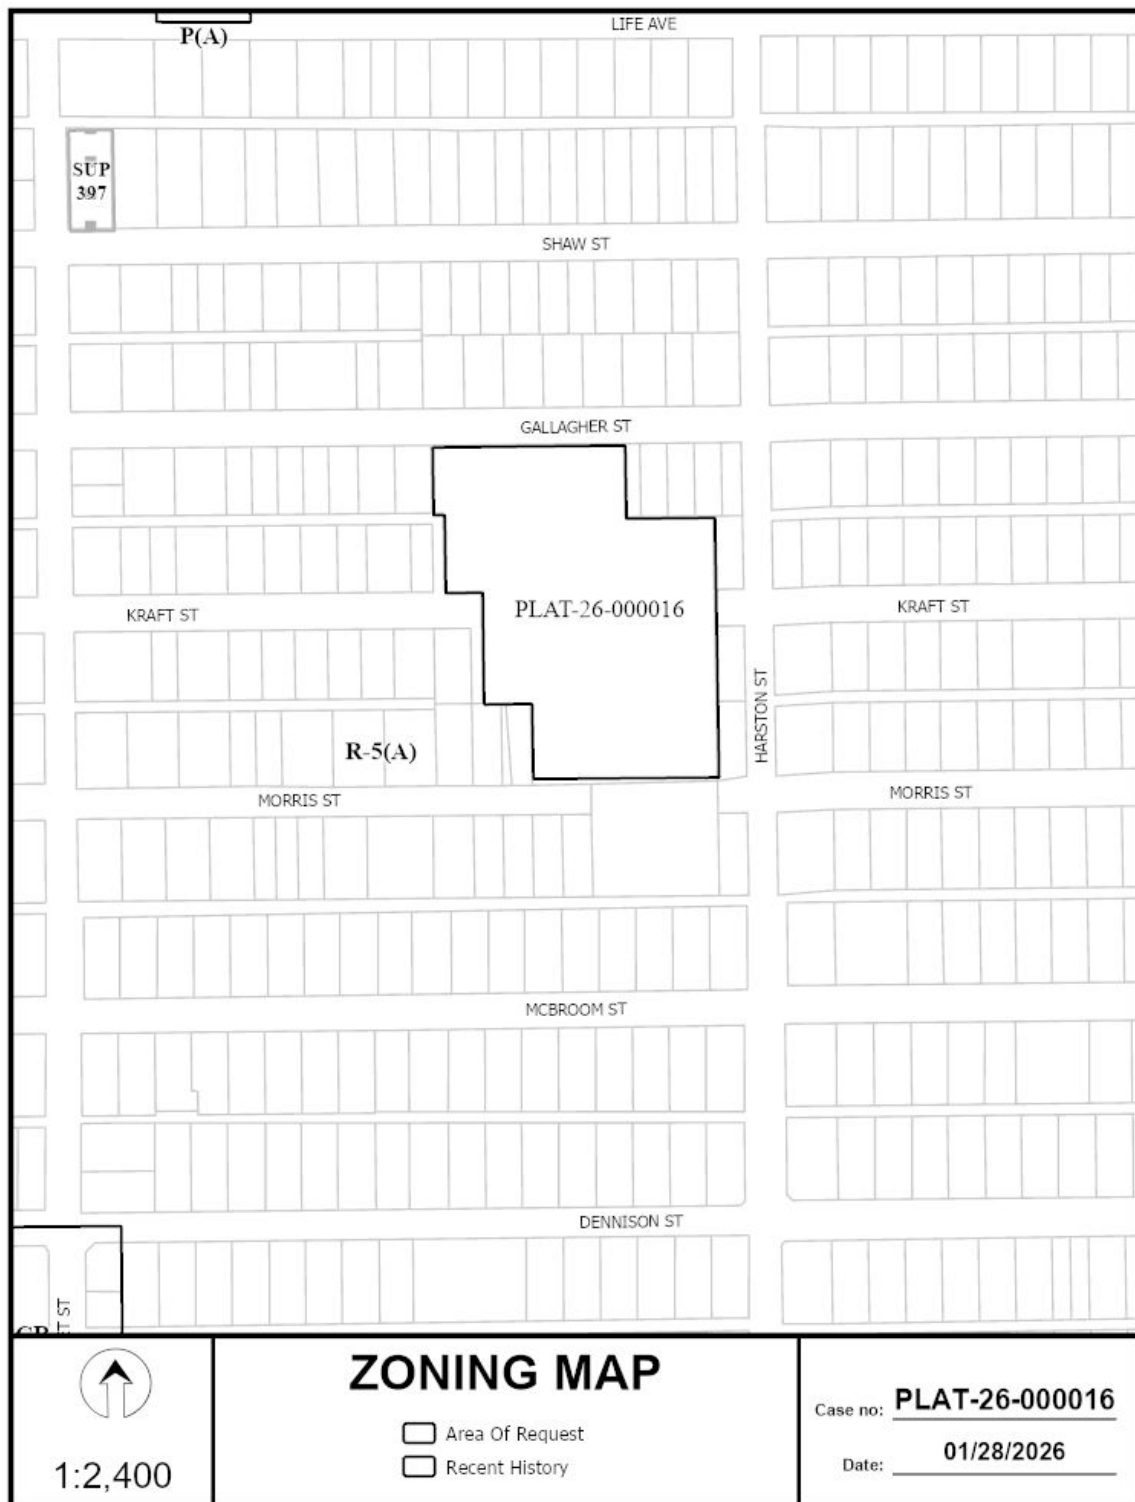 LIFE AVE
P(A)
SUP
397
SHAW ST
GALLAGHER ST
KRAFT ST
PLAT-26-000016
KRAFT ST
HARSTON ST
R-5(A)
MORRIS ST
MORRIS ST
MCBROOM ST
DENNISON ST
ST
1:2,400
ZONING MAP
Area Of Request
Recent History
Case no: PLAT-26-000016
Date: 01/28/2026